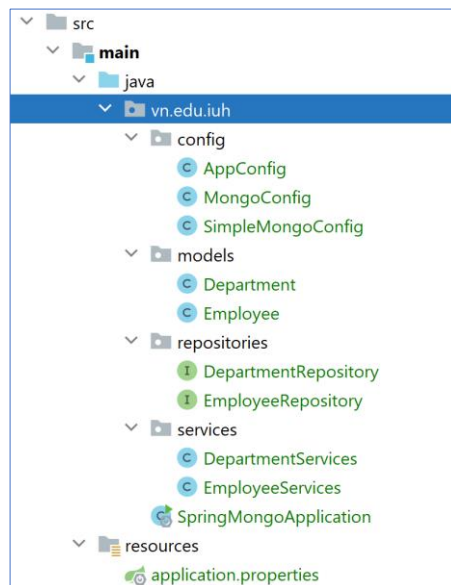 src
main
java
vn.edu.iuh
config
C AppConfig
C MongoConfig
C SimpleMongoConfig
models
C Department
C Employee
repositories
I DepartmentRepository
I EmployeeRepository
services
C DepartmentServices
C EmployeeServices
SpringMongoApplication
resources
application.properties